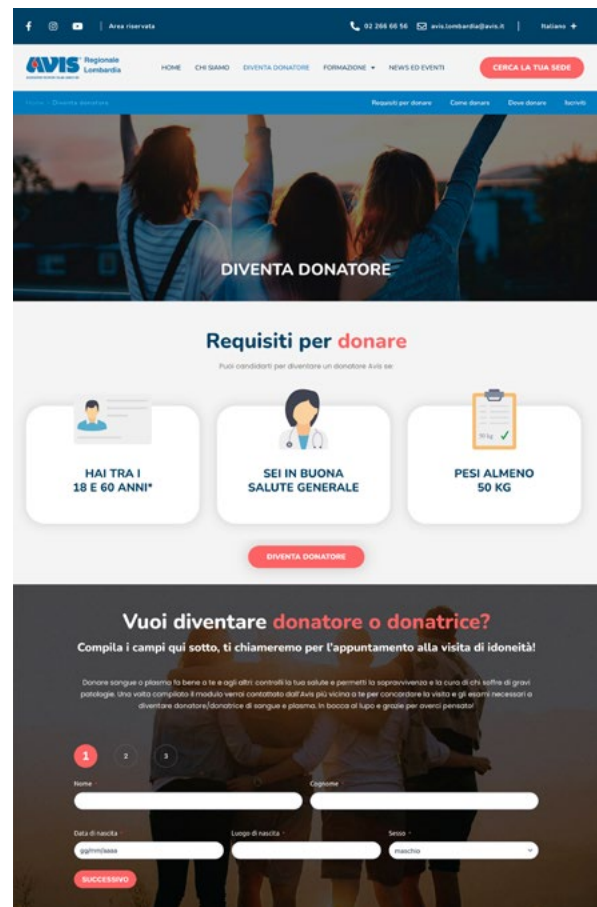 Area riservata
02 266 66 56
avis.lombardia@avis.it
Italiano +
AVIS Regionale
Lombardia
HOME CHI SIAMO DIVENTA DONATORE FORMAZIONE NEWS ED EVENTI
CERCA LA TUA SEDE
Home > Diventa donatore
Requisiti per donare Come donare Dove donare Iscriviti
DIVENTA DONATORE
Requisiti per donare
Puoi candidarti per diventare un donatore Avis se:
50 kg
HAI TRA I
18 E 60 ANNI*
SEI IN BUONA
SALUTE GENERALE
PESI ALMENO
50 KG
DIVENTA DONATORE
Vuoi diventare donatore o donatrice?
Compila i campi qui sotto, ti chiameremo per l'appuntamento alla visita di idoneità!
Donare sangue o plasma fa bene a te e agli altri: controlli la tua salute e permetti la sopravvivenza e la cura di chi soffre di gravi
patologie. Una volta compilato il modulo verrai contattato dall'Avis più vicina a te per concordare la visita e gli esami necessari a
diventare donatore/donatrice di sangue e plasma. In bocca al lupo e grazie per averci pensato!
1 2 3
Nome
Cognome
Data di nascita
Luogo di nascita
Sesso
gg/mm/aaaa
maschio
SUCCESSIVO